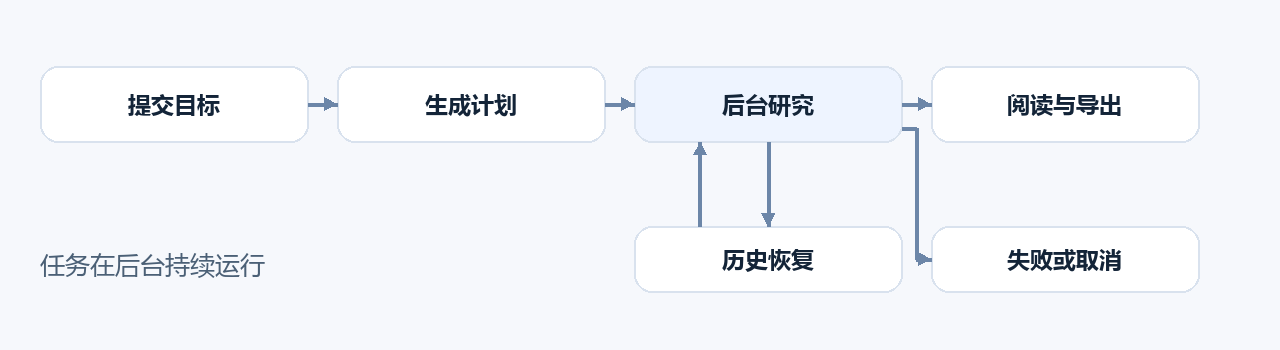 提交目标
生成计划
后台研究
阅读与导出
历史恢复
失败或取消
任务在后台持续运行